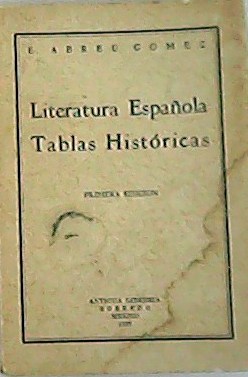 E. ABREU GOMEZ
Literatura Española
Tablas Históricas
PRIMERA EDICION
ANTIGUA LIBRERIA
ROBREDO
MEXICO